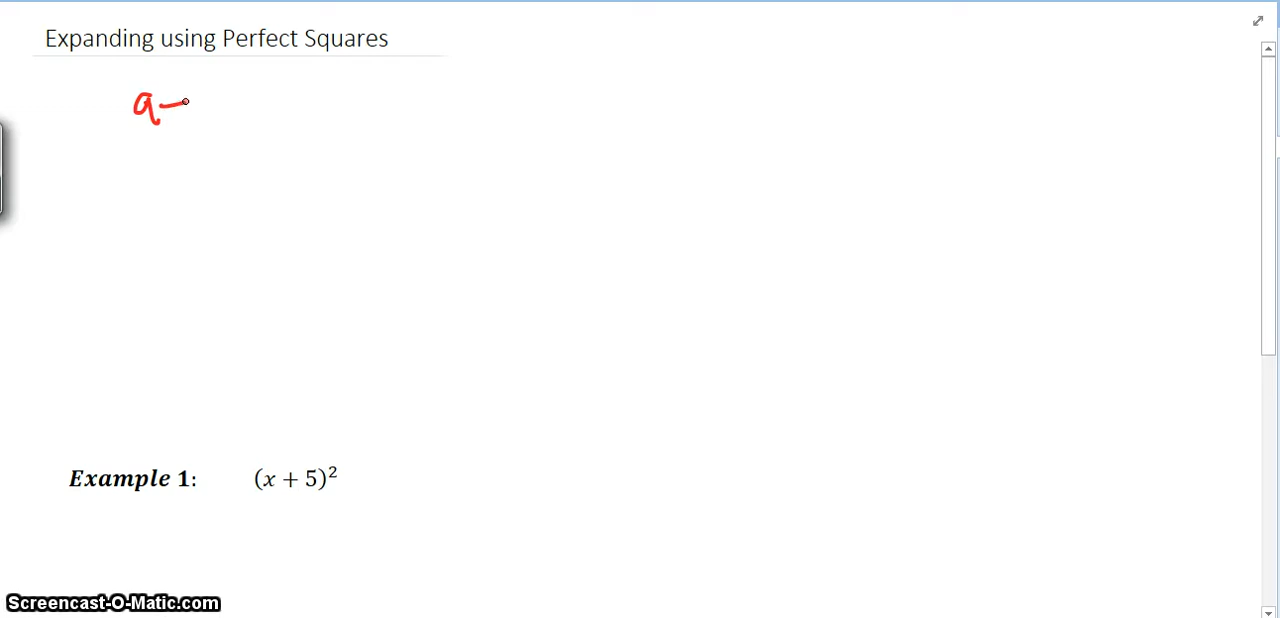 Expanding using Perfect Squares
a-
Example 1: (x + 5)²
Screencast-O-Matic.com